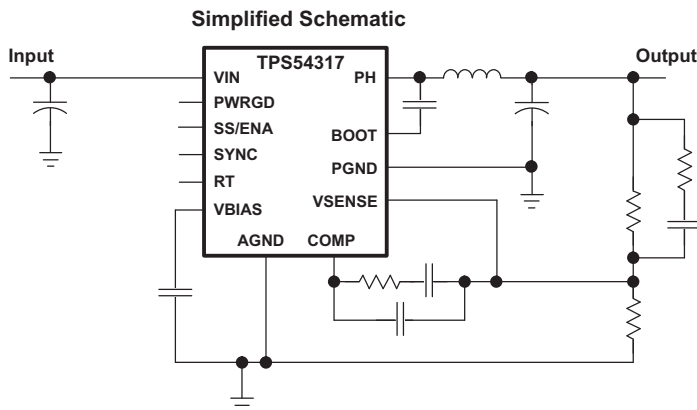 Simplified Schematic
Input
Output
TPS54317
VIN
PH
PWRGD
SS/ENA
BOOT
SYNC
PGND
RT
VSENSE
VBIAS
AGND COMP